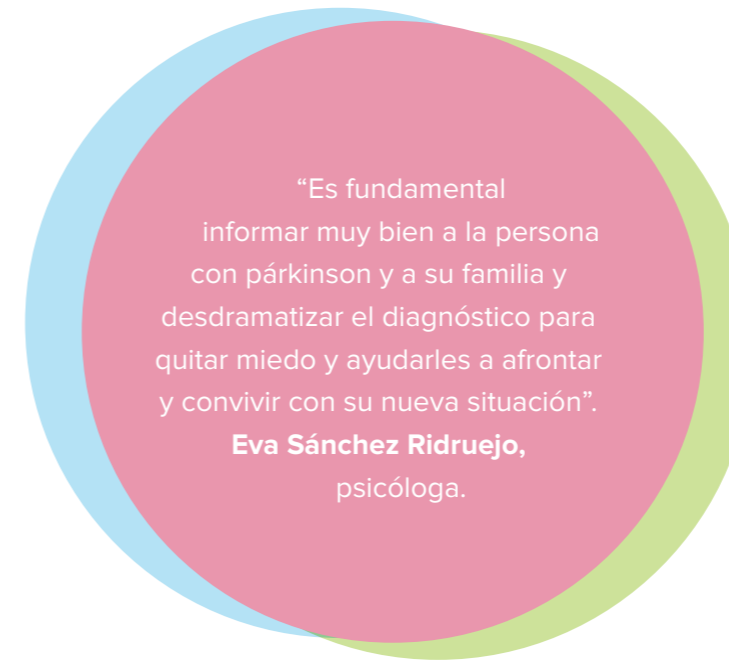 “Es fundamental
informar muy bien a la persona
con párkinson y a su familia y
desdramatizar el diagnóstico para
quitar miedo y ayudarles a afrontar
y convivir con su nueva situación”.
Eva Sánchez Ridruejo,
psicóloga.